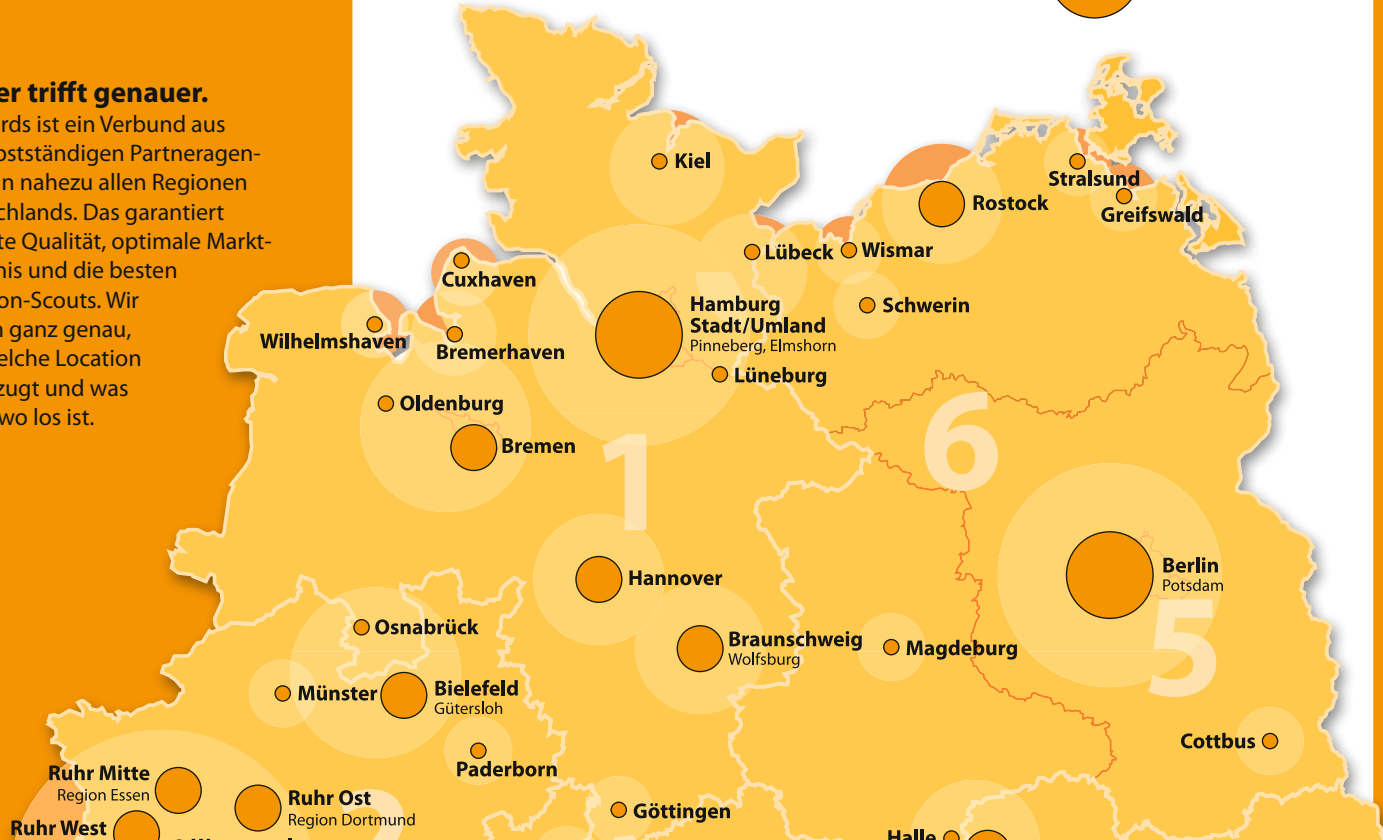 er trifft genauer.
rds ist ein Verbund aus
bstständigen Partneragen-
n nahezu allen Regionen
chlands. Das garantiert
te Qualität, optimale Markt-
nis und die besten
on-Scouts. Wir
n ganz genau,
elche Location
zugt und was
wo los ist.
Kiel
Stralsund
Rostock
Greifswald
Lübeck
Wismar
Cuxhaven
Schwerin
Hamburg
Stadt/Umland
Pinneberg, Elmshorn
Wilhelmshaven
Bremerhaven
Lüneburg
Oldenburg
Bremen
1
6
Hannover
Berlin
Potsdam
5
Osnabrück
Braunschweig
Wolfsburg
Magdeburg
Münster
Bielefeld
Gütersloh
Cottbus
Paderborn
Ruhr Mitte
Region Essen
Ruhr Ost
Region Dortmund
2
Göttingen
Ruhr West
Halle